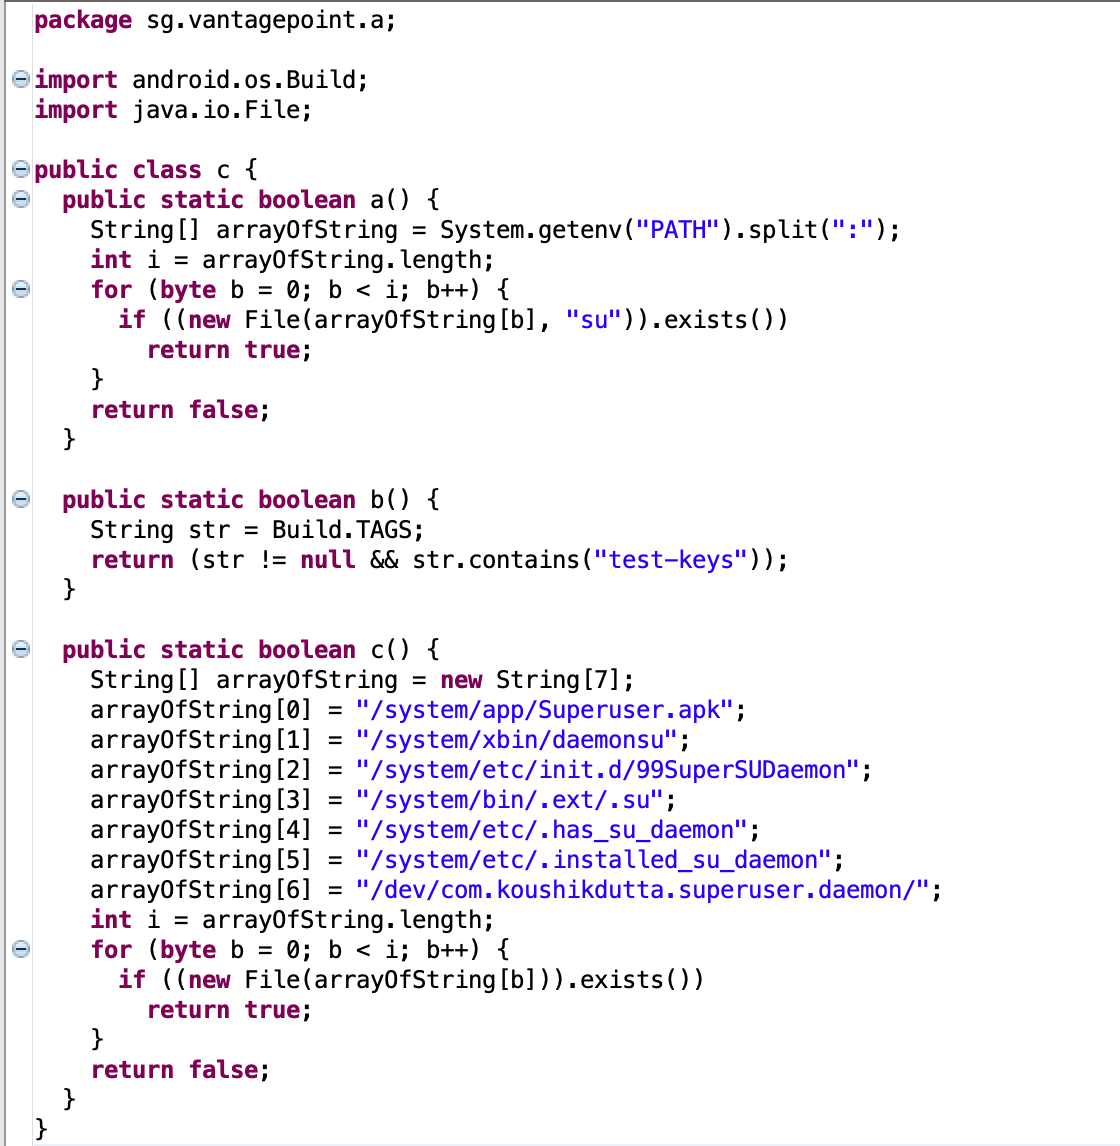 package sg.vantagepoint.a;
import android.os.Build;
import java.io.File;
public class c {
public static boolean a() {
String[] arrayOfString = System.getenv("PATH").split(":");
int i = arrayOfString.length;
for (byte b = 0; b < i; b++) {
if ((new File(arrayOfString[b], "su")).exists())
return true;
}
return false;
}
public static boolean b() {
String str = Build.TAGS;
return (str != null && str.contains("test-keys"));
}
public static boolean c() {
String[] arrayOfString = new String[7];
arrayOfString[0] = "/system/app/Superuser.apk";
arrayOfString[1] = "/system/xbin/daemonsu";
arrayOfString[2] = "/system/etc/init.d/99SuperSUDaemon";
arrayOfString[3] = "/system/bin/.ext/.su";
arrayOfString[4] = "/system/etc/.has_su_daemon";
arrayOfString[5] = "/system/etc/.installed_su_daemon";
arrayOfString[6] = "/dev/com.koushikdutta.superuser.daemon/";
int i = arrayOfString.length;
for (byte b = 0; b < i; b++) {
if ((new File(arrayOfString[b])).exists())
return true;
}
return false;
}
}